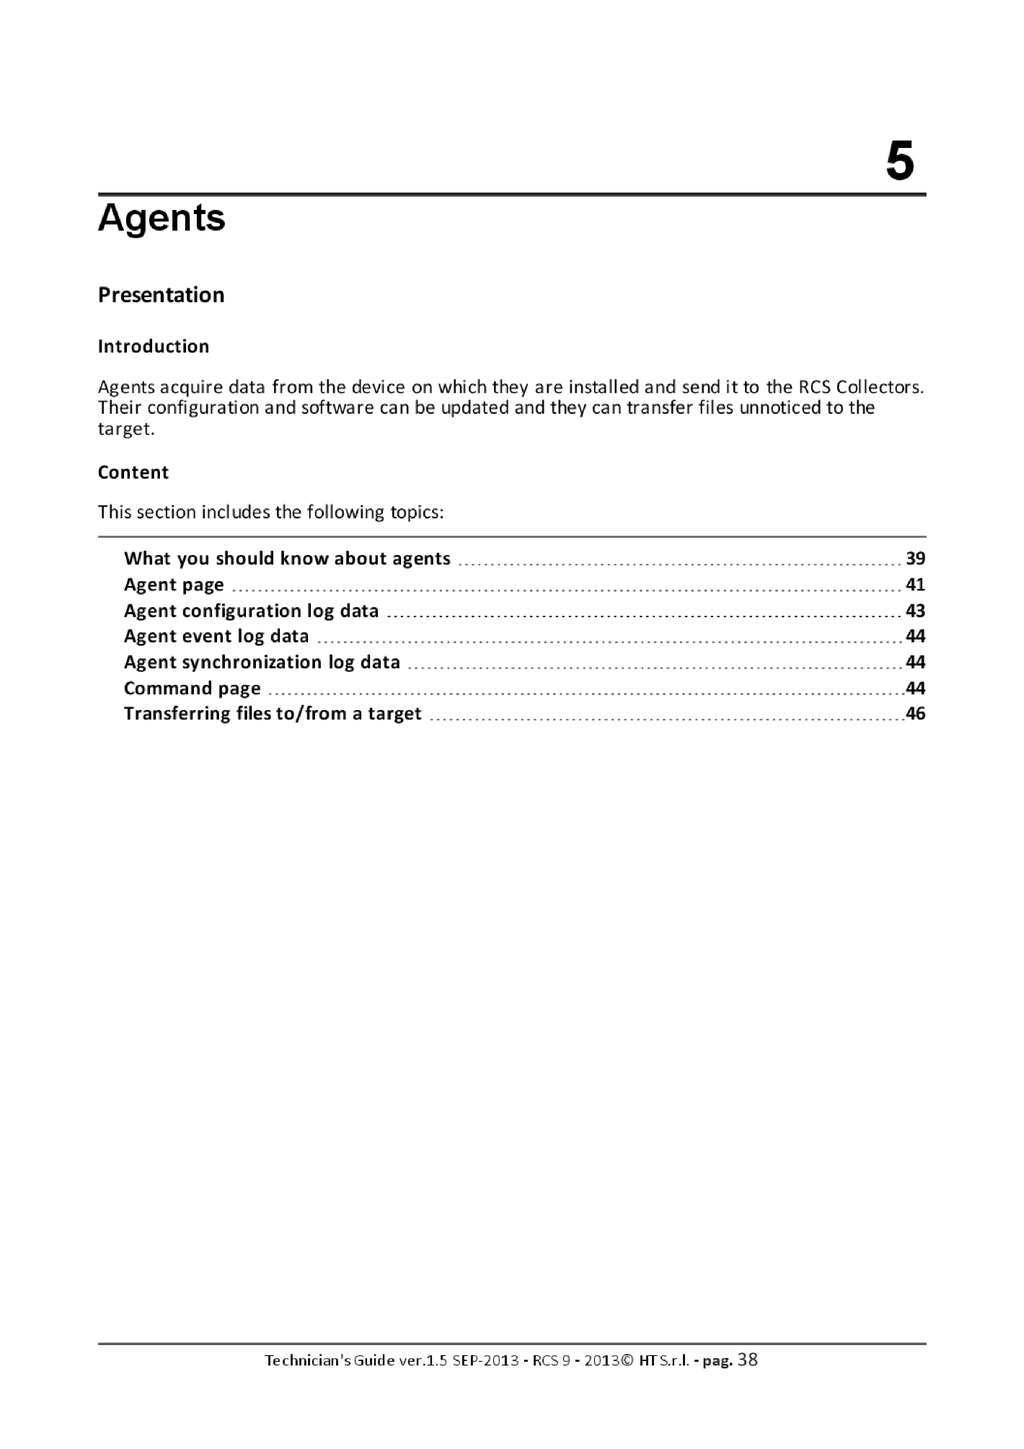 5
Agents
Presentation
Introduction
Agents acquire data from the device on which they are installed and send it to the RCS Collectors.
Their configuration and software can be updated and they can transfer files unnoticed to the
target.
Content
This section includes the following topics:
What you should know about agents 39
Agent page 41
Agent configuration log data 43
Agent event log data 44
Agent synchronization log data 44
Command page 44
Transferring files to/from a target 46
Technician's Guide ver.1.5 SEP-2013 - RCS 9 - 2013© HT S.r.l. - pag. 38